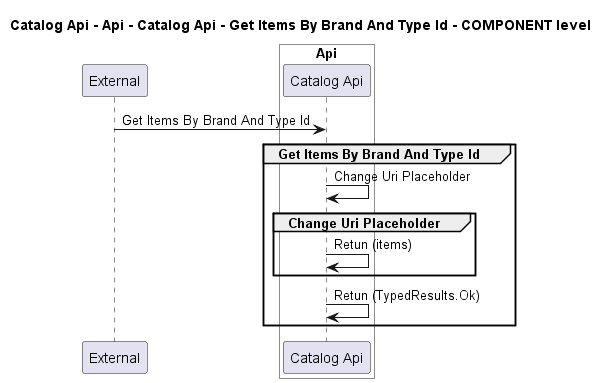 Catalog Api - Api - Catalog Api - Get Items By Brand And Type Id - COMPONENT level
Api
External
Catalog Api
Get Items By Brand And Type Id
Get Items By Brand And Type Id
Change Uri Placeholder
Change Uri Placeholder
Retun (items)
Retun (TypedResults.Ok)
External
Catalog Api